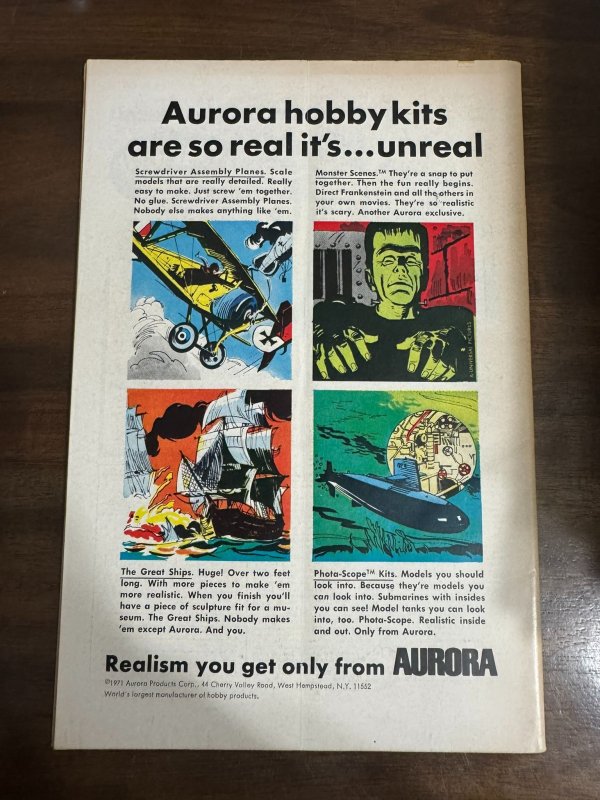 Aurora hobby kits
are so real it's...unreal
Screwdriver Assembly Planes. Scale
models that are really detailed. Really
easy to make. Just screw 'em together.
No glue. Screwdriver Assembly Planes.
Nobody else makes anything like 'em.
Monster Scenes.™ They're a snap to put
together. Then the fun really begins.
Direct Frankenstein and all the others in
your own movies. They're so realistic
it's scary. Another Aurora exclusive.
© UNIVERSAL PICTURES
The Great Ships. Huge! Over two feet
long. With more pieces to make 'em
more realistic. When you finish you'll
have a piece of sculpture fit for a mu-
seum. The Great Ships. Nobody makes
'em except Aurora. And you.
Phota-Scope™ Kits. Models you should
look into. Because they're models you
can look into. Submarines with insides
you can see! Model tanks you can look
into, too. Phota-Scope. Realistic inside
and out. Only from Aurora.
Realism you get only from AURORA
©1971 Aurora Products Corp., 44 Cherry Valley Road, West Hempstead, N.Y. 11552
World's largest manufacturer of hobby products.